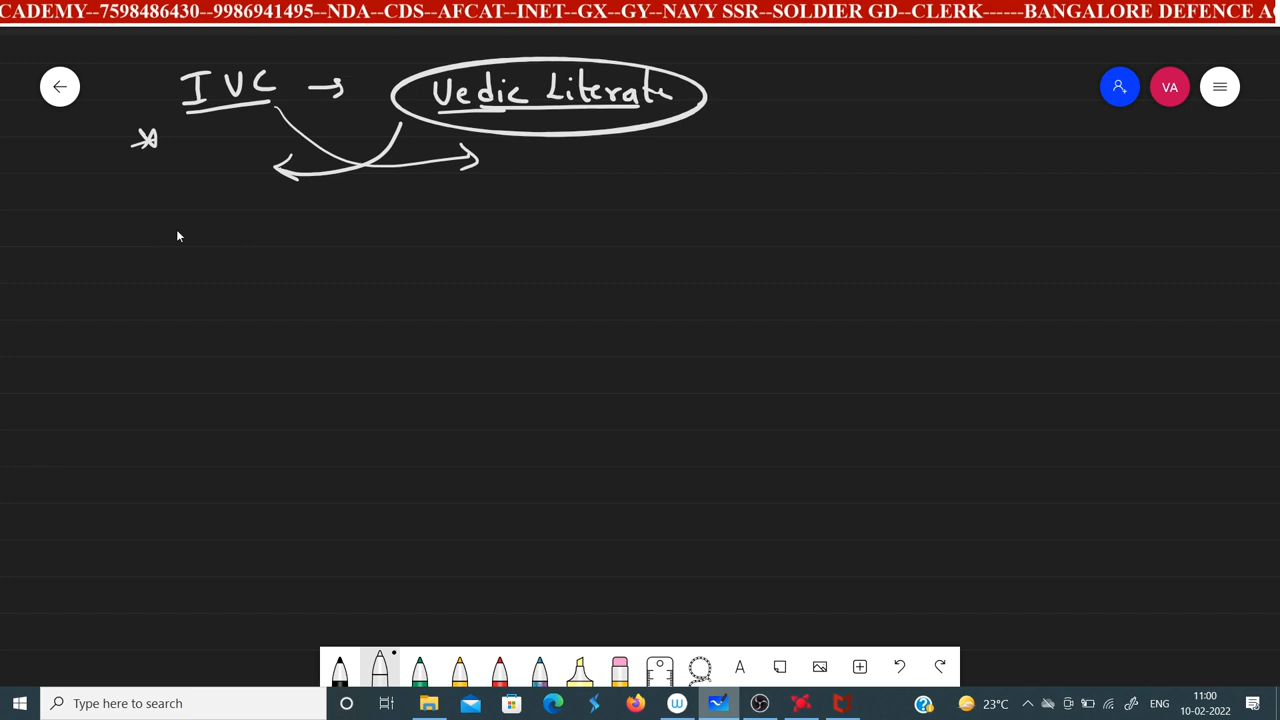 CADEMY--7598486430--9986941495--NDA--CDS--AFCAT--INET--GX--GY--NAVY SSR--SOLDIER GD--CLERK------BANGALORE DEFENCE A
IVC → Vedic Literate
VA
A
Type here to search
23°C
ENG
11:00
10-02-2022